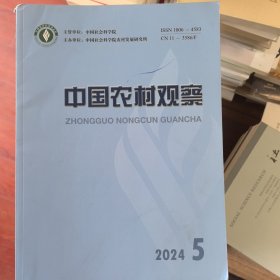 主管单位：中国社会科学院
主办单位：中国社会科学院农村发展研究所
ISSN 1006 — 4583
CN 11 — 3586/F
中国农村观察
ZHONGGUO NONGCUN GUANCHA
2024 5